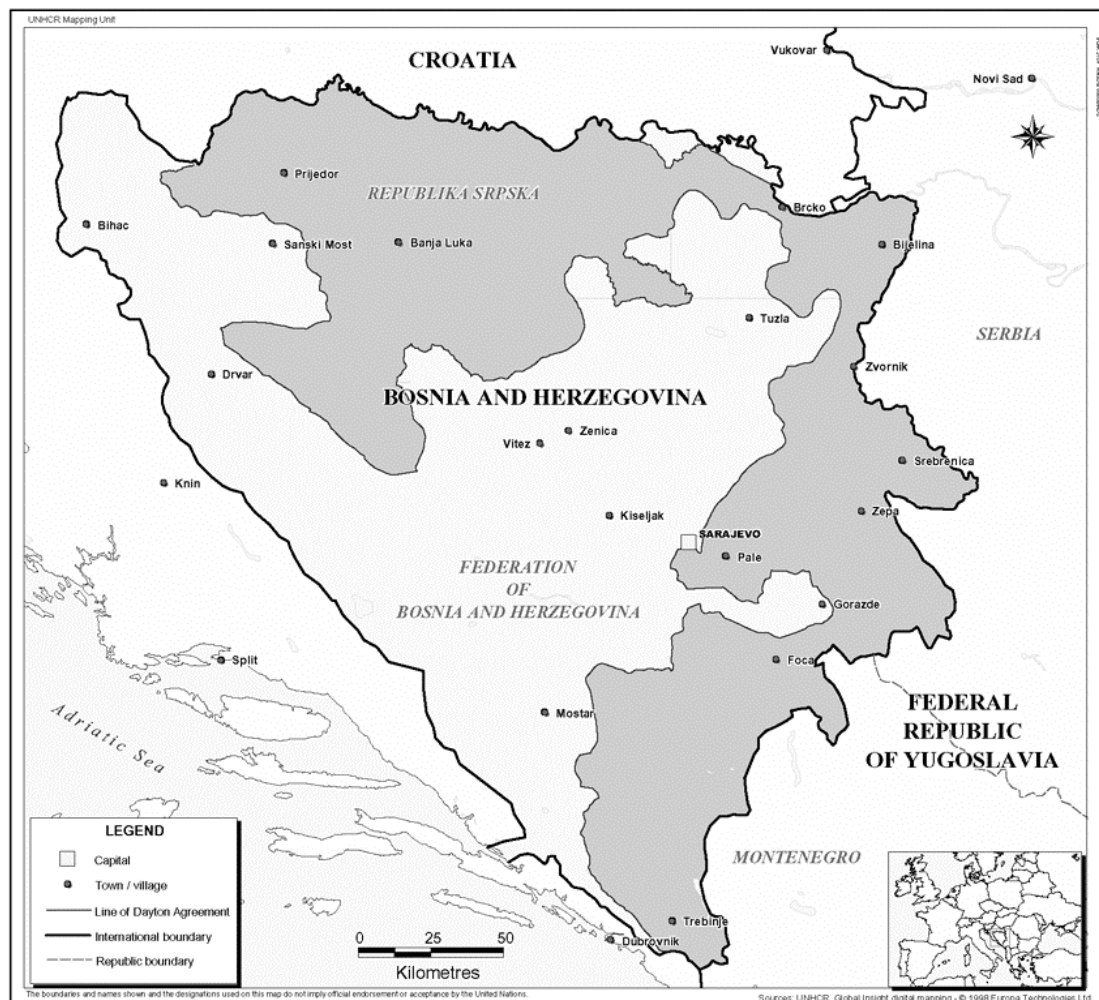 UNHCR Mapping Unit
CROATIA
Vukovar
Novi Sad
Prijedor
REPUBLIKA SRPSKA
Brcko
Bihac
Sanski Most
Banja Luka
Bijelina
Tuzla
SERBIA
Zvornik
Drvar
BOSNIA AND HERZEGOVINA
Zenica
Vitez
Srebrenica
Knin
Zepa
Kiseljak
SARAJEVO
Pale
FEDERATION
OF
BOSNIA AND HERZEGOVINA
Gorazde
Split
Foca
Adriatic Sea
Mostar
FEDERAL
REPUBLIC
OF YUGOSLAVIA
MONTENEGRO
Trebinje
Dubrovnik
LEGEND
Capital
Town / village
Line of Dayton Agreement
International boundary
Republic boundary
0 25 50
Kilometres
The boundaries and names shown and the designations used on this map do not imply official endorsement or acceptance by the United Nations.
Sources: UNHCR, Global Insight digital mapping - © 1998 Europa Technologies Ltd.